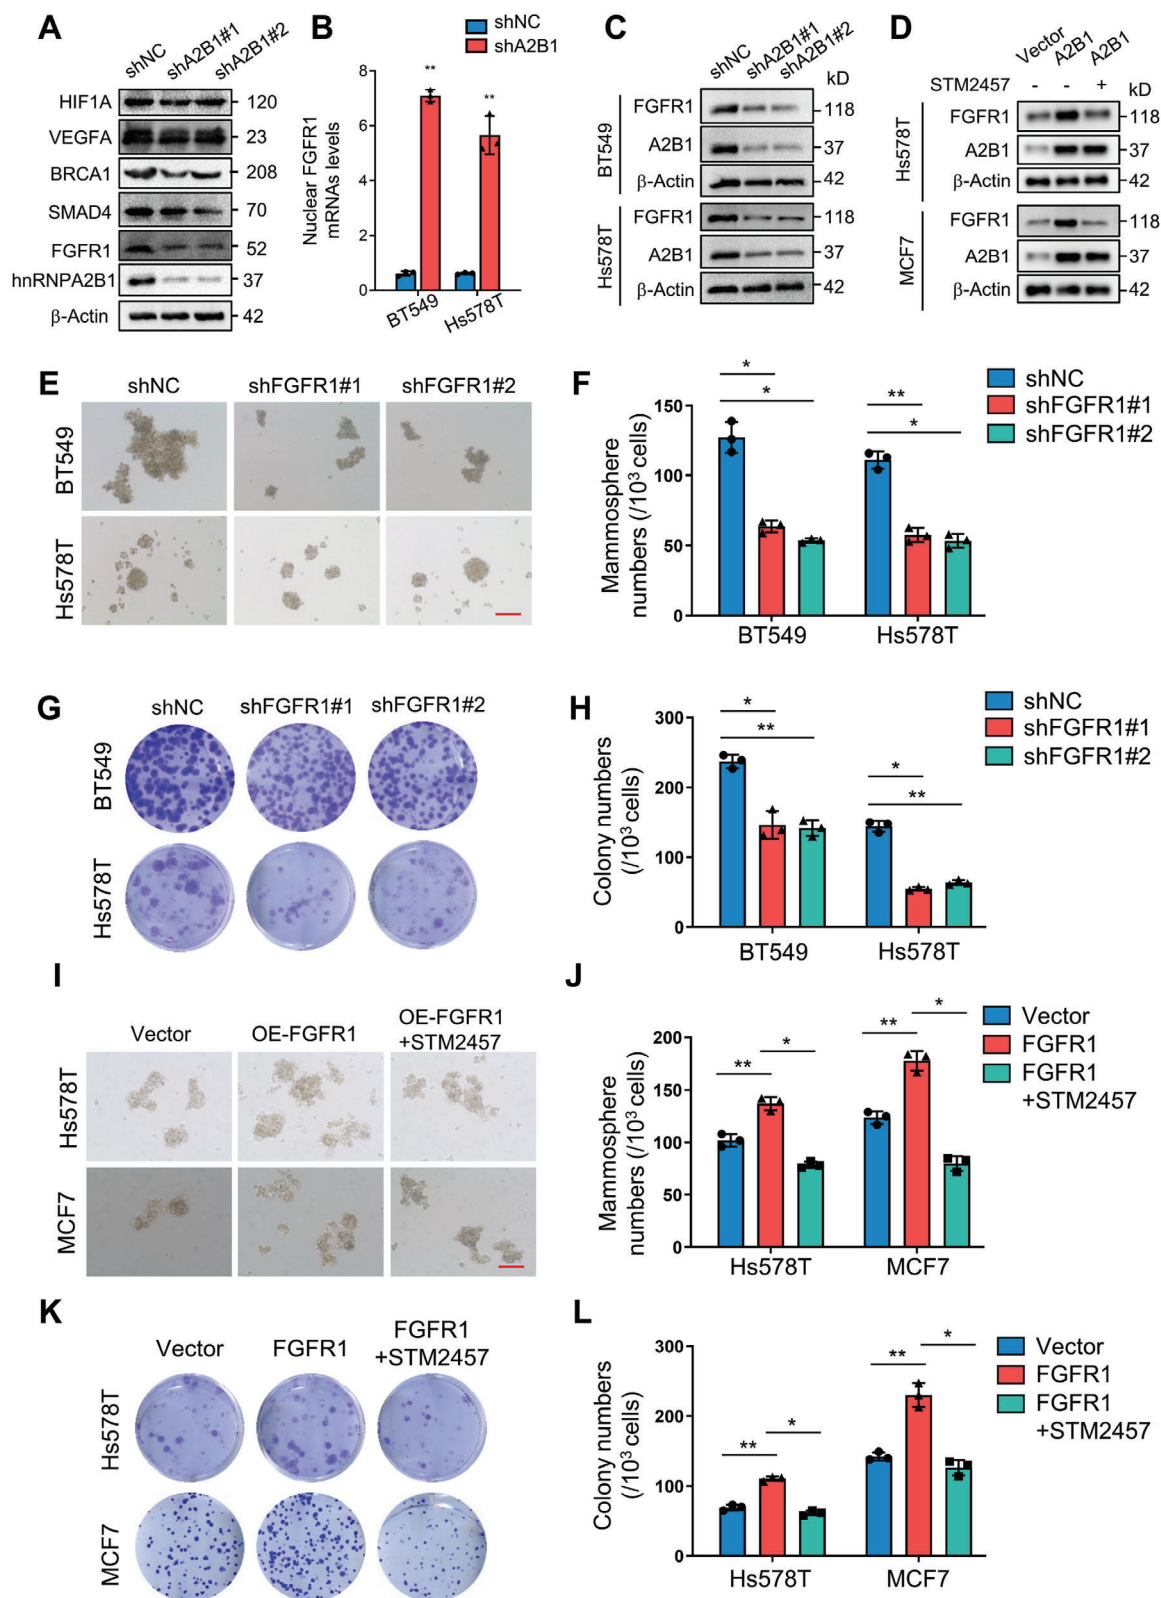 A
shNC
shA2B1#1
shA2B1#2
HIF1A
120
VEGFA
23
BRCA1
208
SMAD4
70
FGFR1
52
hnRNPA2B1
37
β-Actin
42
B
shNC
shA2B1
Nuclear FGFR1
mRNAs levels
8
6
4
2
0
**
**
BT549
Hs578T
C
shNC
shA2B1#1
shA2B1#2
kD
BT549
FGFR1
118
A2B1
37
β-Actin
42
Hs578T
FGFR1
118
A2B1
37
β-Actin
42
D
Vector
A2B1
A2B1
STM2457
- - +
kD
Hs578T
FGFR1
118
A2B1
37
β-Actin
42
MCF7
FGFR1
118
A2B1
37
β-Actin
42
E
shNC
shFGFR1#1
shFGFR1#2
BT549
Hs578T
F
shNC
shFGFR1#1
shFGFR1#2
Mammosphere
numbers (/10³ cells)
150
100
50
0
*
*
**
*
BT549
Hs578T
G
shNC
shFGFR1#1
shFGFR1#2
BT549
Hs578T
H
shNC
shFGFR1#1
shFGFR1#2
Colony numbers
(/10³ cells)
300
200
100
0
*
**
*
**
BT549
Hs578T
I
Vector
OE-FGFR1
OE-FGFR1
+STM2457
Hs578T
MCF7
J
Vector
FGFR1
FGFR1
+STM2457
Mammosphere
numbers (/10³ cells)
200
150
100
50
0
**
*
**
*
Hs578T
MCF7
K
Vector
FGFR1
FGFR1
+STM2457
Hs578T
MCF7
L
Vector
FGFR1
FGFR1
+STM2457
Colony numbers
(/10³ cells)
300
200
100
0
**
*
**
*
Hs578T
MCF7